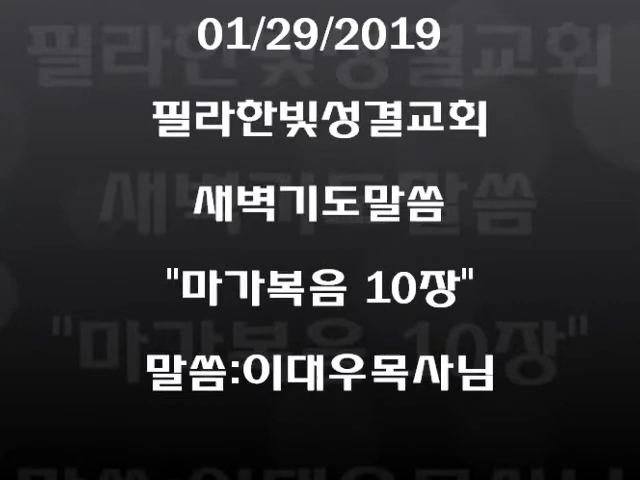 01/29/2019
필라한빛성결교회
새벽기도말씀
"마가복음 10장"
말씀:이대우목사님